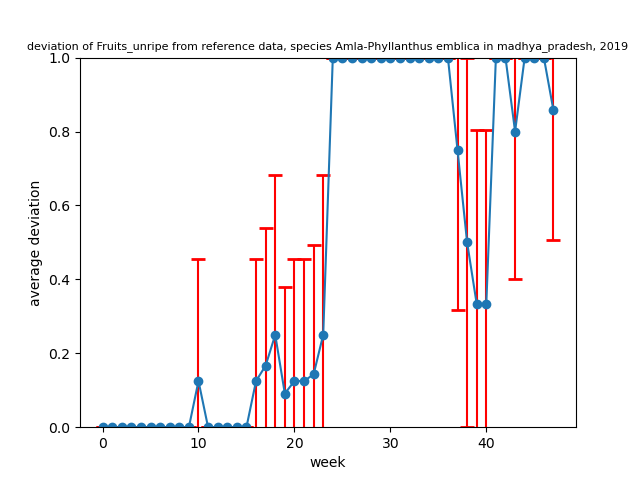 deviation of Fruits_unripe from reference data, species Amla-Phyllanthus emblica in madhya_pradesh, 2019
1.0
0.8
0.6
0.4
0.2
0.0
average deviation
0 10 20 30 40
week